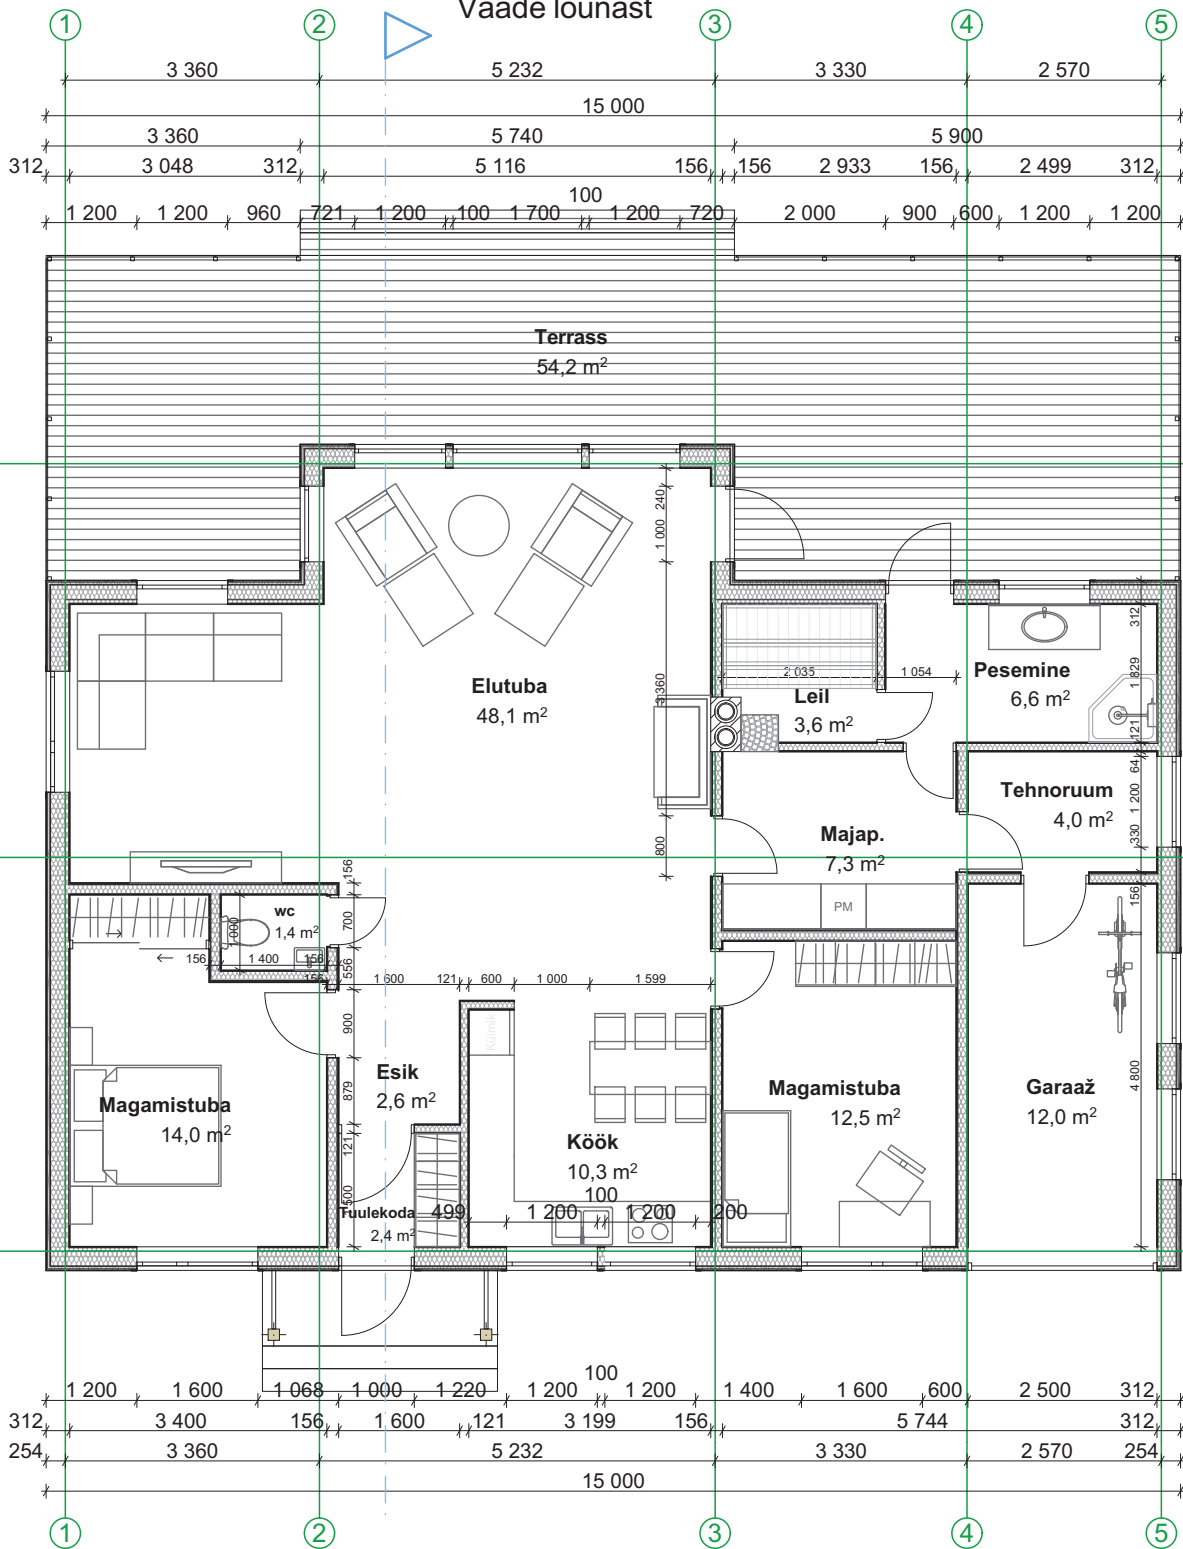 Vaade lõunast
1 2 3 4 5
3 360 5 232 3 330 2 570
15 000
3 360 5 740 5 900
312 3 048 312 5 116 156 156 2 933 156 2 499 312
100
1 200 1 200 960 721 1 200 100 1 700 1 200 720 2 000 900 600 1 200 1 200
Terrass
54,2 m²
240
1 000
312
Elutuba
48,1 m²
3 360
2 035 1 054
Leil
3,6 m²
Pesemine
6,6 m²
1 829
121
64
Tehnoruum
4,0 m²
1 200
330
Majap.
7,3 m²
800
PM
156
156
wc
1,4 m²
1 000
700
156 1 400 156
556
156 1 600 121 600 1 000 1 599
Külmik
900
Esik
2,6 m²
879
Magamistuba
14,0 m²
Magamistuba
12,5 m²
Garaaž
12,0 m²
4 800
Köök
10,3 m²
121
Tuulekoda
2,4 m²
100
499 1 200 1 200 200
100
1 200 1 600 1 068 1 000 1 220 1 200 1 200 1 400 1 600 600 2 500 312
312 3 400 156 1 600 121 3 199 156 5 744 312
254 3 360 5 232 3 330 2 570 254
15 000
1 2 3 4 5